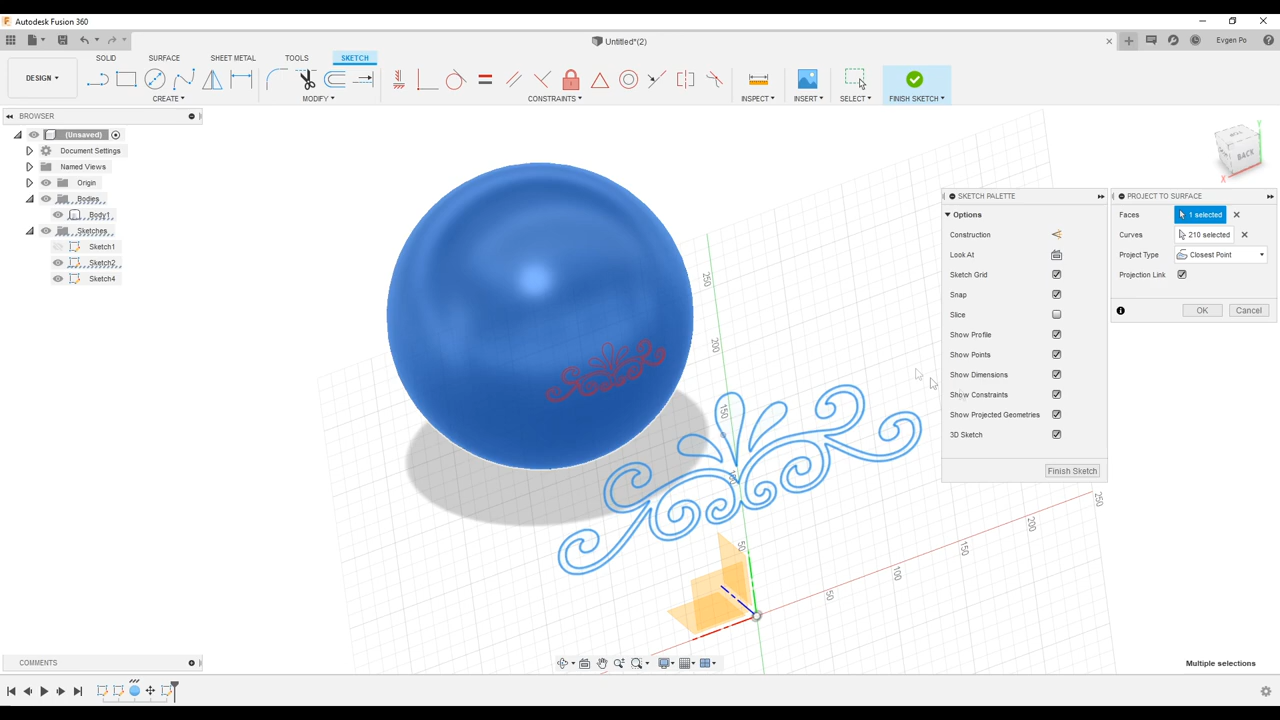 Autodesk Fusion 360
Untitled*(2)
Evgen Po
SOLID SURFACE SHEET METAL TOOLS SKETCH
DESIGN
CREATE MODIFY CONSTRAINTS INSPECT INSERT SELECT FINISH SKETCH
BROWSER
(Unsaved)
Document Settings
Named Views
Origin
Bodies
Body1
Sketches
Sketch1
Sketch2
Sketch4
BACK
Y
X
SKETCH PALETTE
Options
Construction
Look At
Sketch Grid
Snap
Slice
Show Profile
Show Points
Show Dimensions
Show Constraints
Show Projected Geometries
3D Sketch
Finish Sketch
PROJECT TO SURFACE
Faces 1 selected
Curves 210 selected
Project Type Closest Point
Projection Link
OK Cancel
250
200
150
100
50
50
100
150
200
250
COMMENTS
Multiple selections